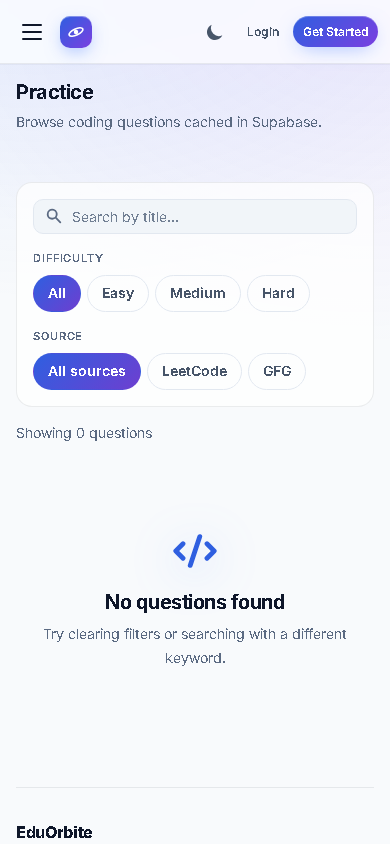 Login
Get Started
Practice
Browse coding questions cached in Supabase.
Search by title...
DIFFICULTY
All
Easy
Medium
Hard
SOURCE
All sources
LeetCode
GFG
Showing 0 questions
No questions found
Try clearing filters or searching with a different
keyword.
EduOrbite